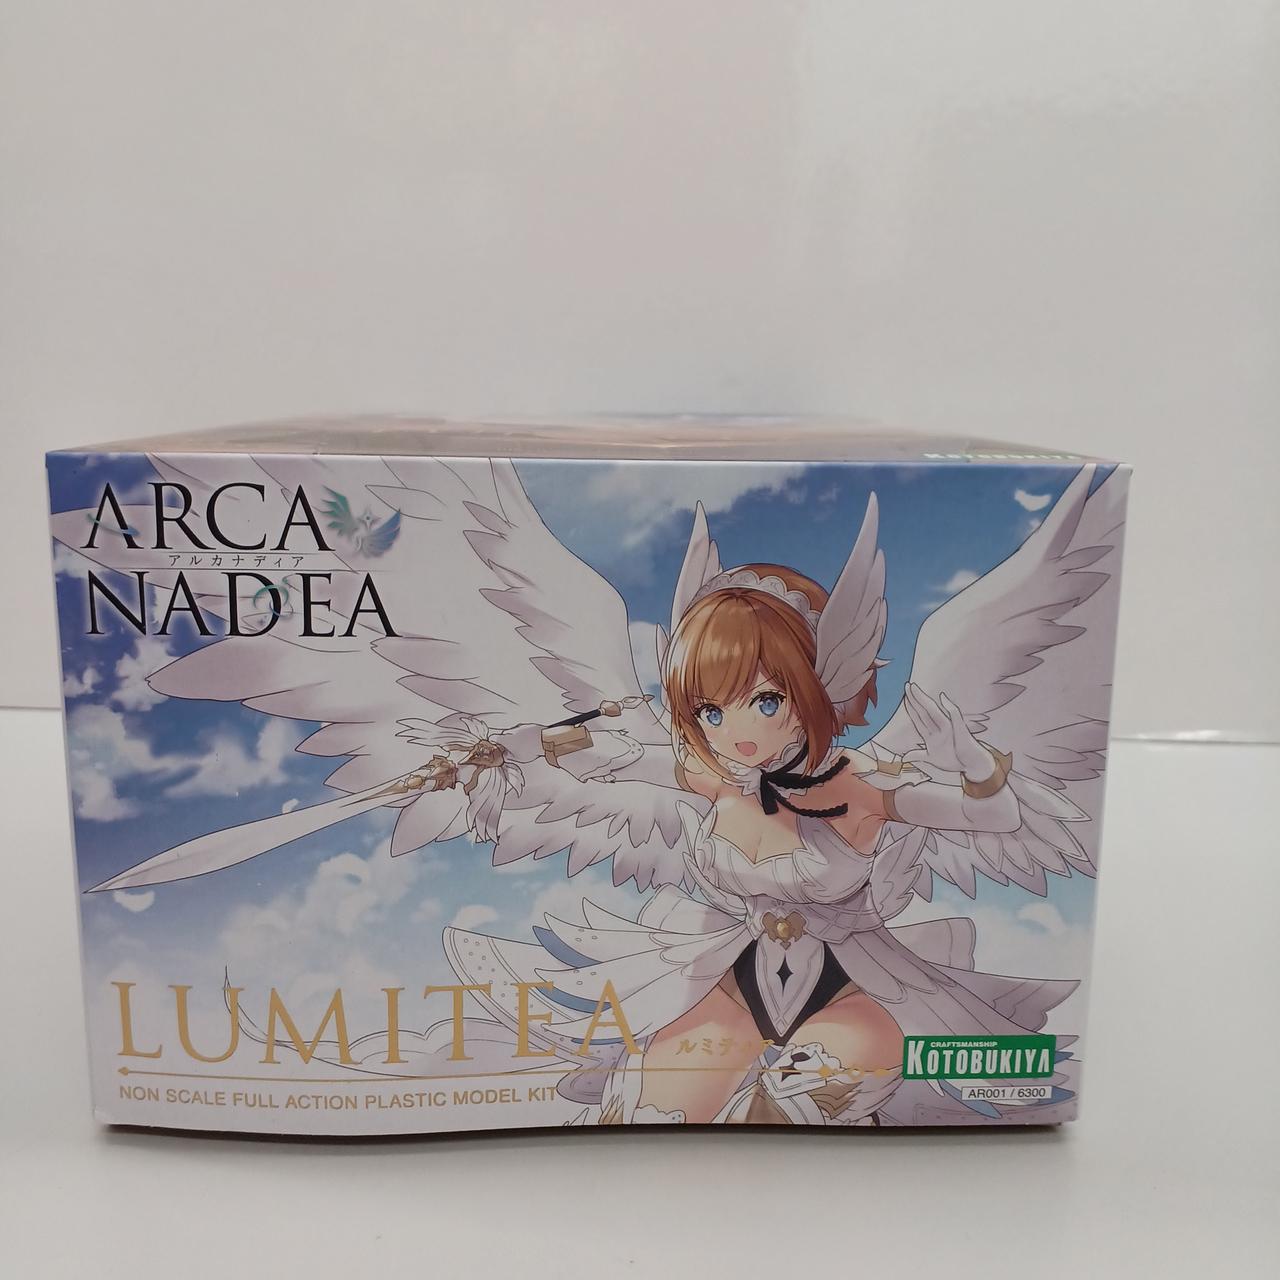 KOTOBUKIYA
ARCA
アルカナディア
NADEA
LUMITEA
ルミティア
NON SCALE FULL ACTION PLASTIC MODEL KIT
CRAFTSMANSHIP
KOTOBUKIYA
AR001 / 6300